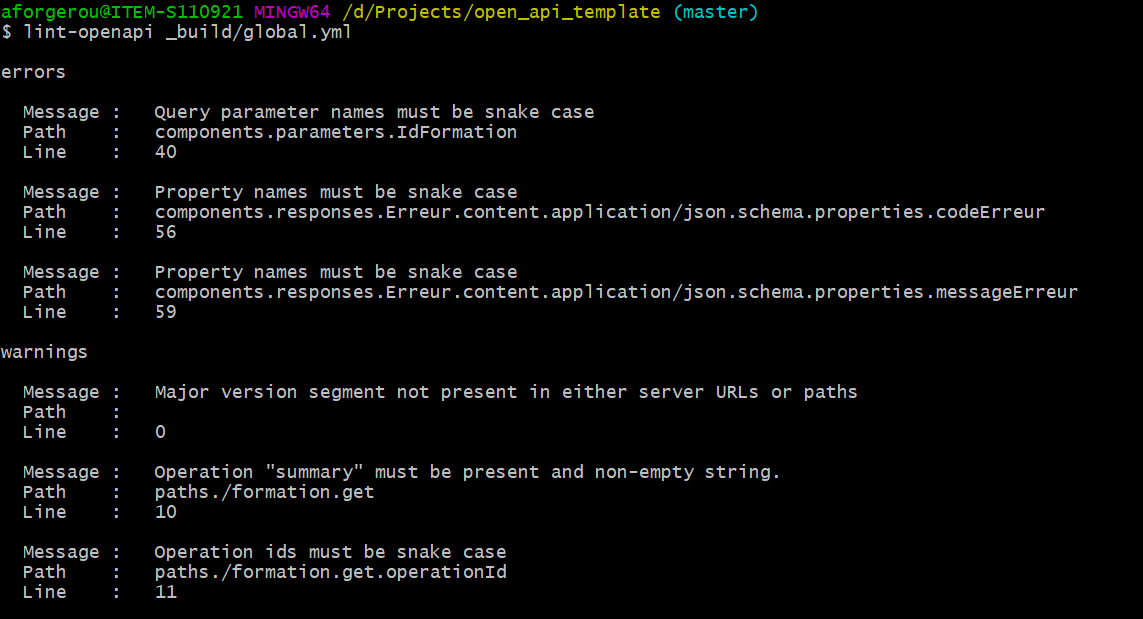 aforgerou@ITEM-S110921 MINGW64 /d/Projects/open_api_template (master)
$ lint-openapi _build/global.yml
errors
Message : Query parameter names must be snake case
Path : components.parameters.IdFormation
Line : 40
Message : Property names must be snake case
Path : components.responses.Erreur.content.application/json.schema.properties.codeErreur
Line : 56
Message : Property names must be snake case
Path : components.responses.Erreur.content.application/json.schema.properties.messageErreur
Line : 59
warnings
Message : Major version segment not present in either server URLs or paths
Path :
Line : 0
Message : Operation "summary" must be present and non-empty string.
Path : paths./formation.get
Line : 10
Message : Operation ids must be snake case
Path : paths./formation.get.operationId
Line : 11